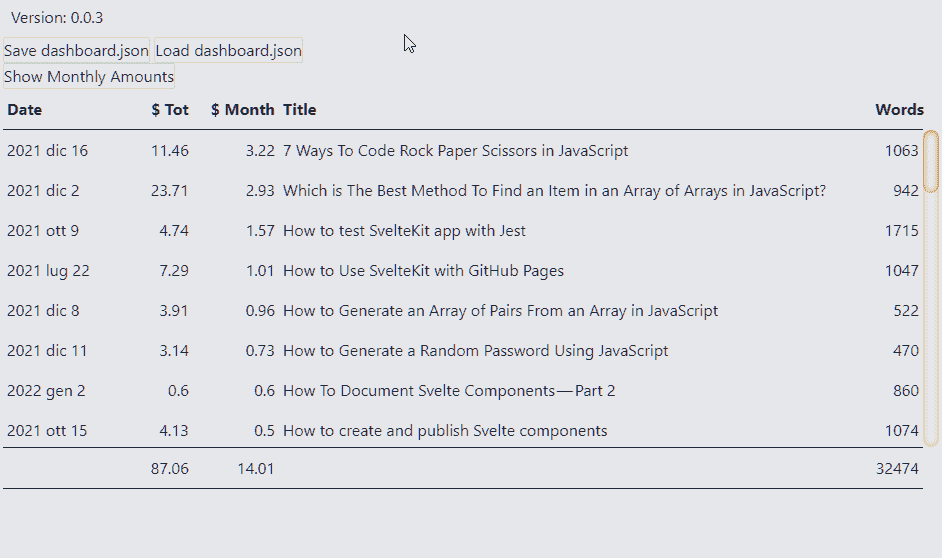 Version: 0.0.3
Save dashboard.json Load dashboard.json
Show Monthly Amounts
Date $ Tot $ Month Title Words
2021 dic 16 11.46 3.22 7 Ways To Code Rock Paper Scissors in JavaScript 1063
2021 dic 2 23.71 2.93 Which is The Best Method To Find an Item in an Array of Arrays in JavaScript? 942
2021 ott 9 4.74 1.57 How to test SvelteKit app with Jest 1715
2021 lug 22 7.29 1.01 How to Use SvelteKit with GitHub Pages 1047
2021 dic 8 3.91 0.96 How to Generate an Array of Pairs From an Array in JavaScript 522
2021 dic 11 3.14 0.73 How to Generate a Random Password Using JavaScript 470
2022 gen 2 0.6 0.6 How To Document Svelte Components — Part 2 860
2021 ott 15 4.13 0.5 How to create and publish Svelte components 1074
87.06 14.01 32474